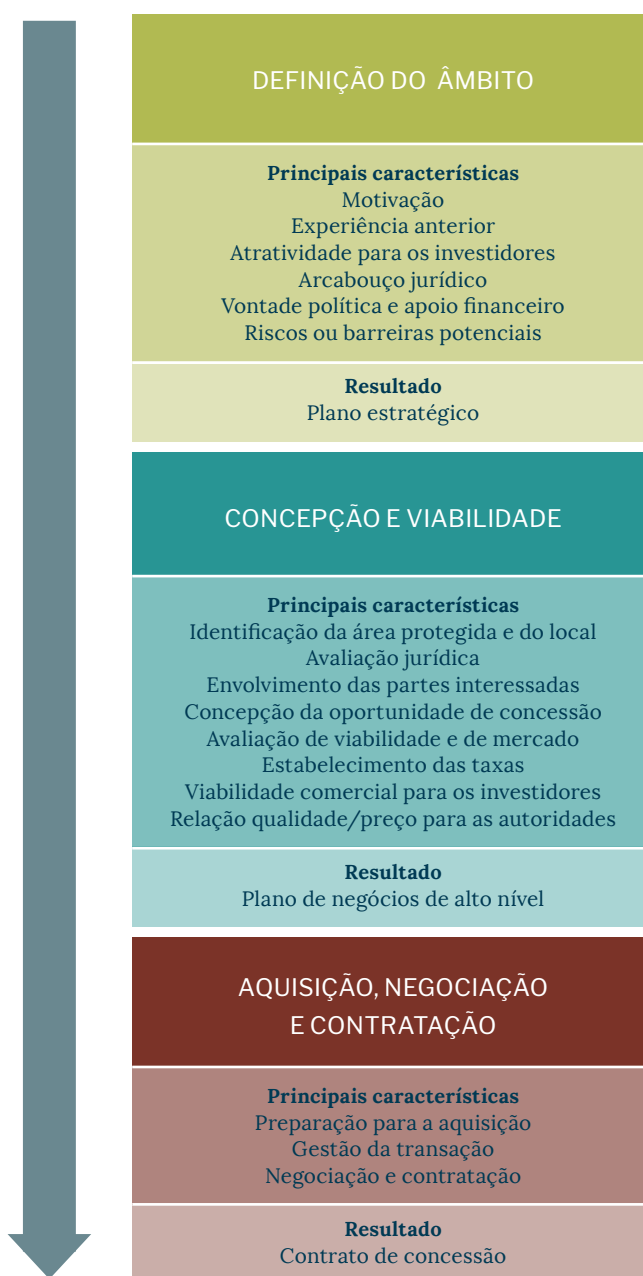 DEFINIÇÃO DO ÂMBITO
Principais características
Motivação
Experiência anterior
Atratividade para os investidores
Arcabouço jurídico
Vontade política e apoio financeiro
Riscos ou barreiras potenciais
Resultado
Plano estratégico
CONCEPÇÃO E VIABILIDADE
Principais características
Identificação da área protegida e do local
Avaliação jurídica
Envolvimento das partes interessadas
Concepção da oportunidade de concessão
Avaliação de viabilidade e de mercado
Estabelecimento das taxas
Viabilidade comercial para os investidores
Relação qualidade/preço para as autoridades
Resultado
Plano de negócios de alto nível
AQUISIÇÃO, NEGOCIAÇÃO
E CONTRATAÇÃO
Principais características
Preparação para a aquisição
Gestão da transação
Negociação e contratação
Resultado
Contrato de concessão